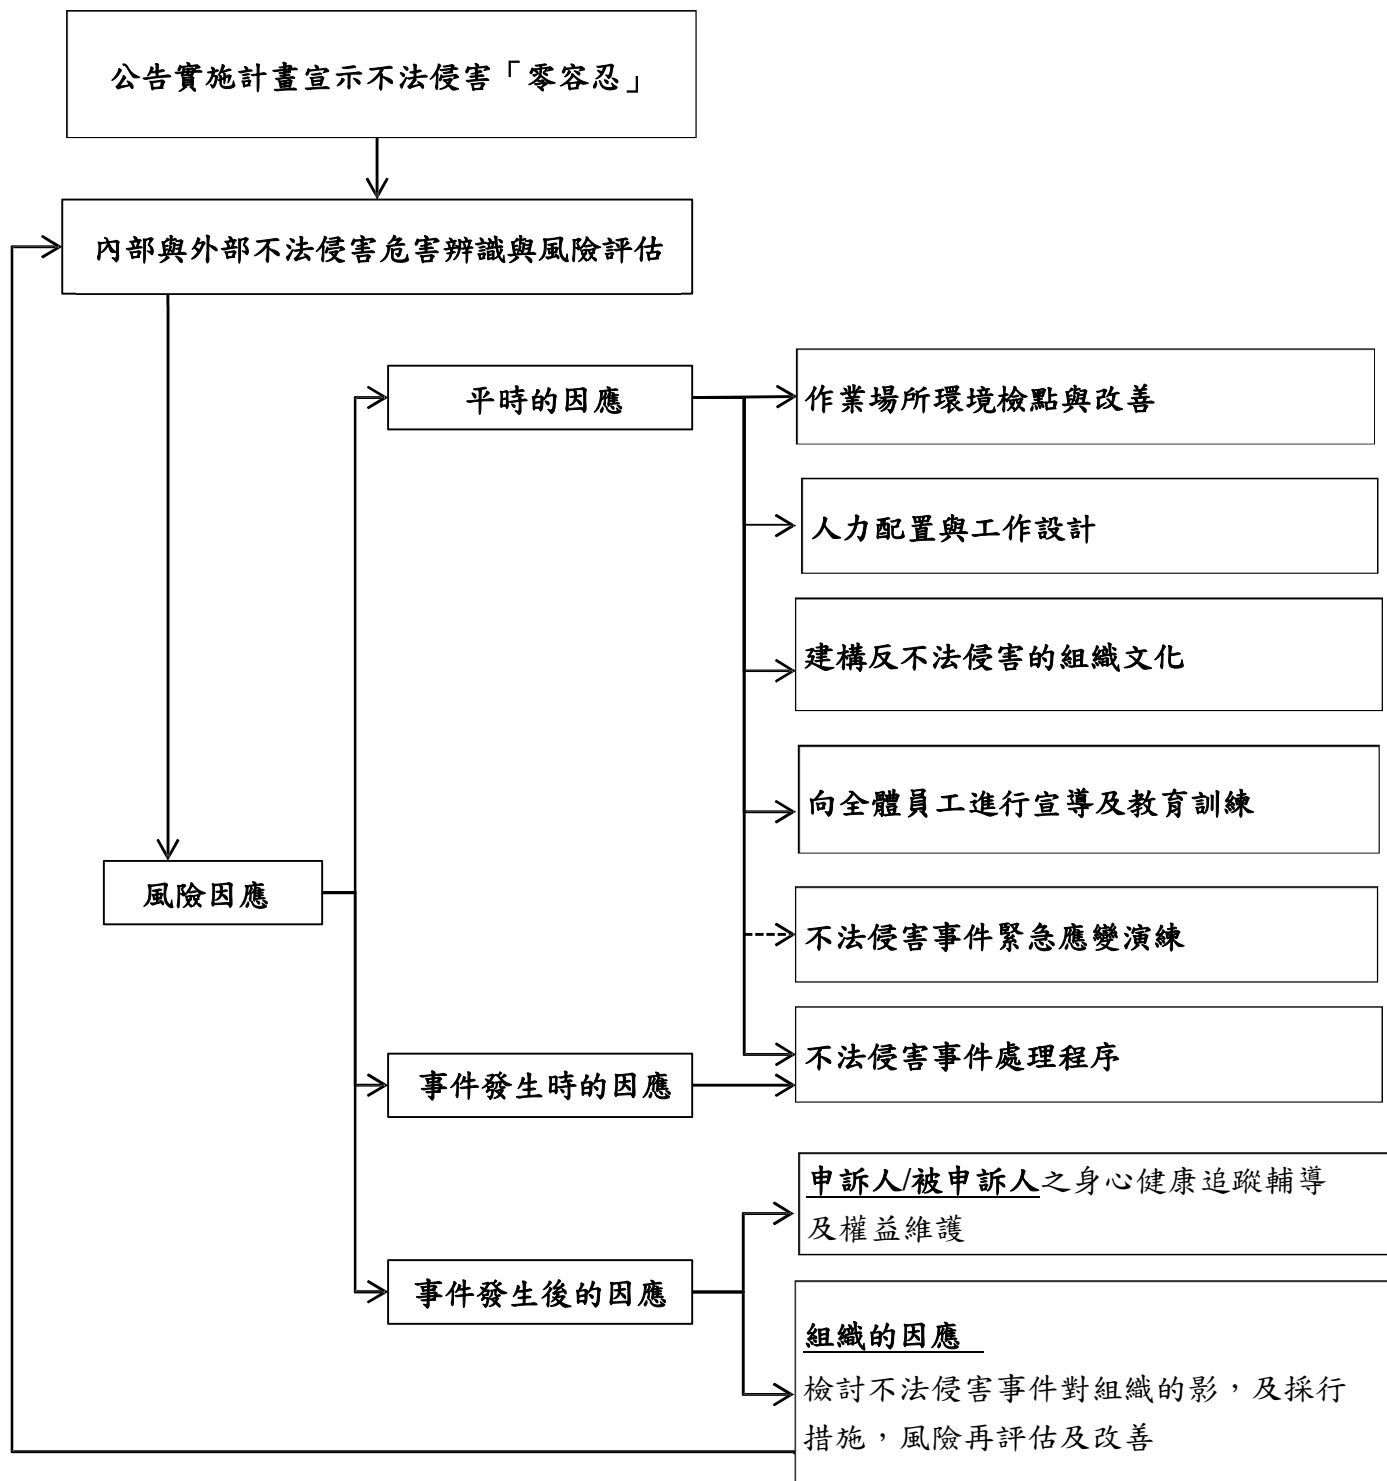 公告實施計畫宣示不法侵害「零容忍」
內部與外部不法侵害危害辨識與風險評估
平時的因應
作業場所環境檢點與改善
人力配置與工作設計
建構反不法侵害的組織文化
向全體員工進行宣導及教育訓練
風險因應
不法侵害事件緊急應變演練
不法侵害事件處理程序
事件發生時的因應
申訴人/被申訴人之身心健康追蹤輔導
及權益維護
事件發生後的因應
組織的因應
檢討不法侵害事件對組織的影，及採行
措施，風險再評估及改善